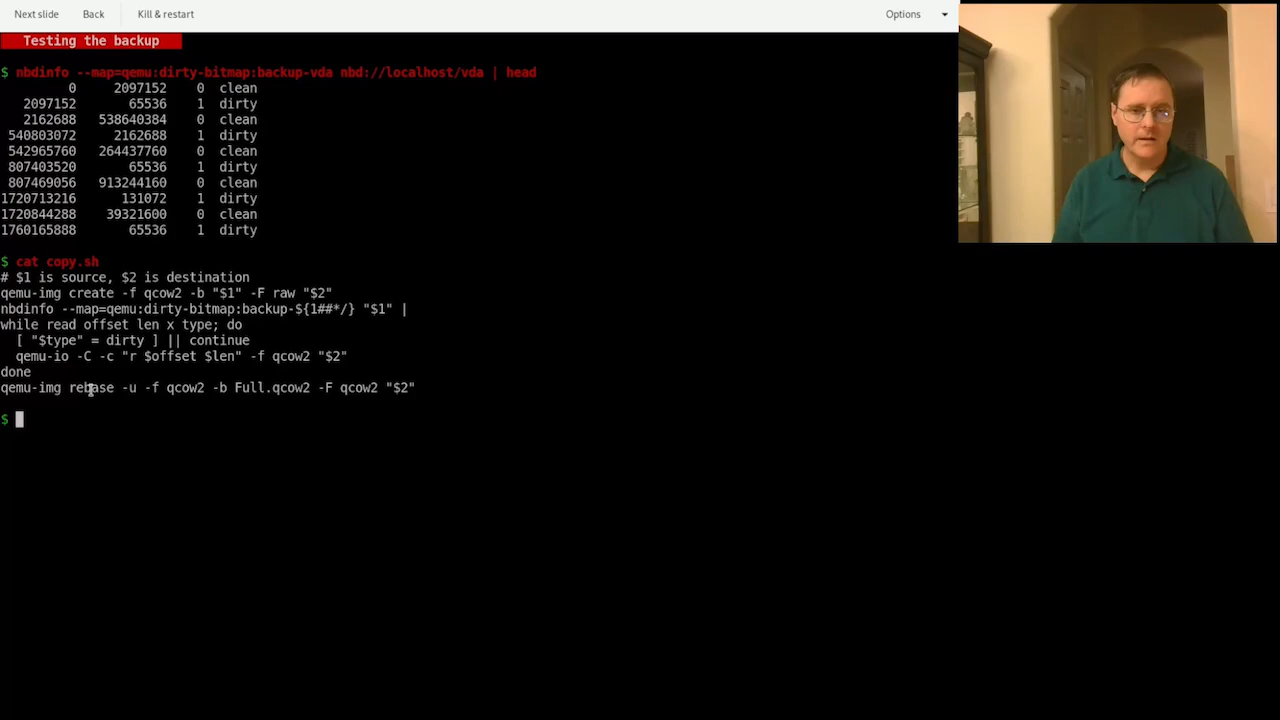 Next slide Back Kill & restart Options
Testing the backup
$ nbdinfo --map=qemu:dirty-bitmap:backup-vda nbd://localhost/vda | head
0 2097152 0 clean
2097152 65536 1 dirty
2162688 538640384 0 clean
540803072 2162688 1 dirty
542965760 264437760 0 clean
807403520 65536 1 dirty
807469056 913244160 0 clean
1720713216 131072 1 dirty
1720844288 39321600 0 clean
1760165888 65536 1 dirty
$ cat copy.sh
# $1 is source, $2 is destination
qemu-img create -f qcow2 -b "$1" -F raw "$2"
nbdinfo --map=qemu:dirty-bitmap:backup-${1##*/} "$1" |
while read offset len x type; do
[ "$type" = dirty ] || continue
qemu-io -C -c "r $offset $len" -f qcow2 "$2"
done
qemu-img rebase -u -f qcow2 -b Full.qcow2 -F qcow2 "$2"
$